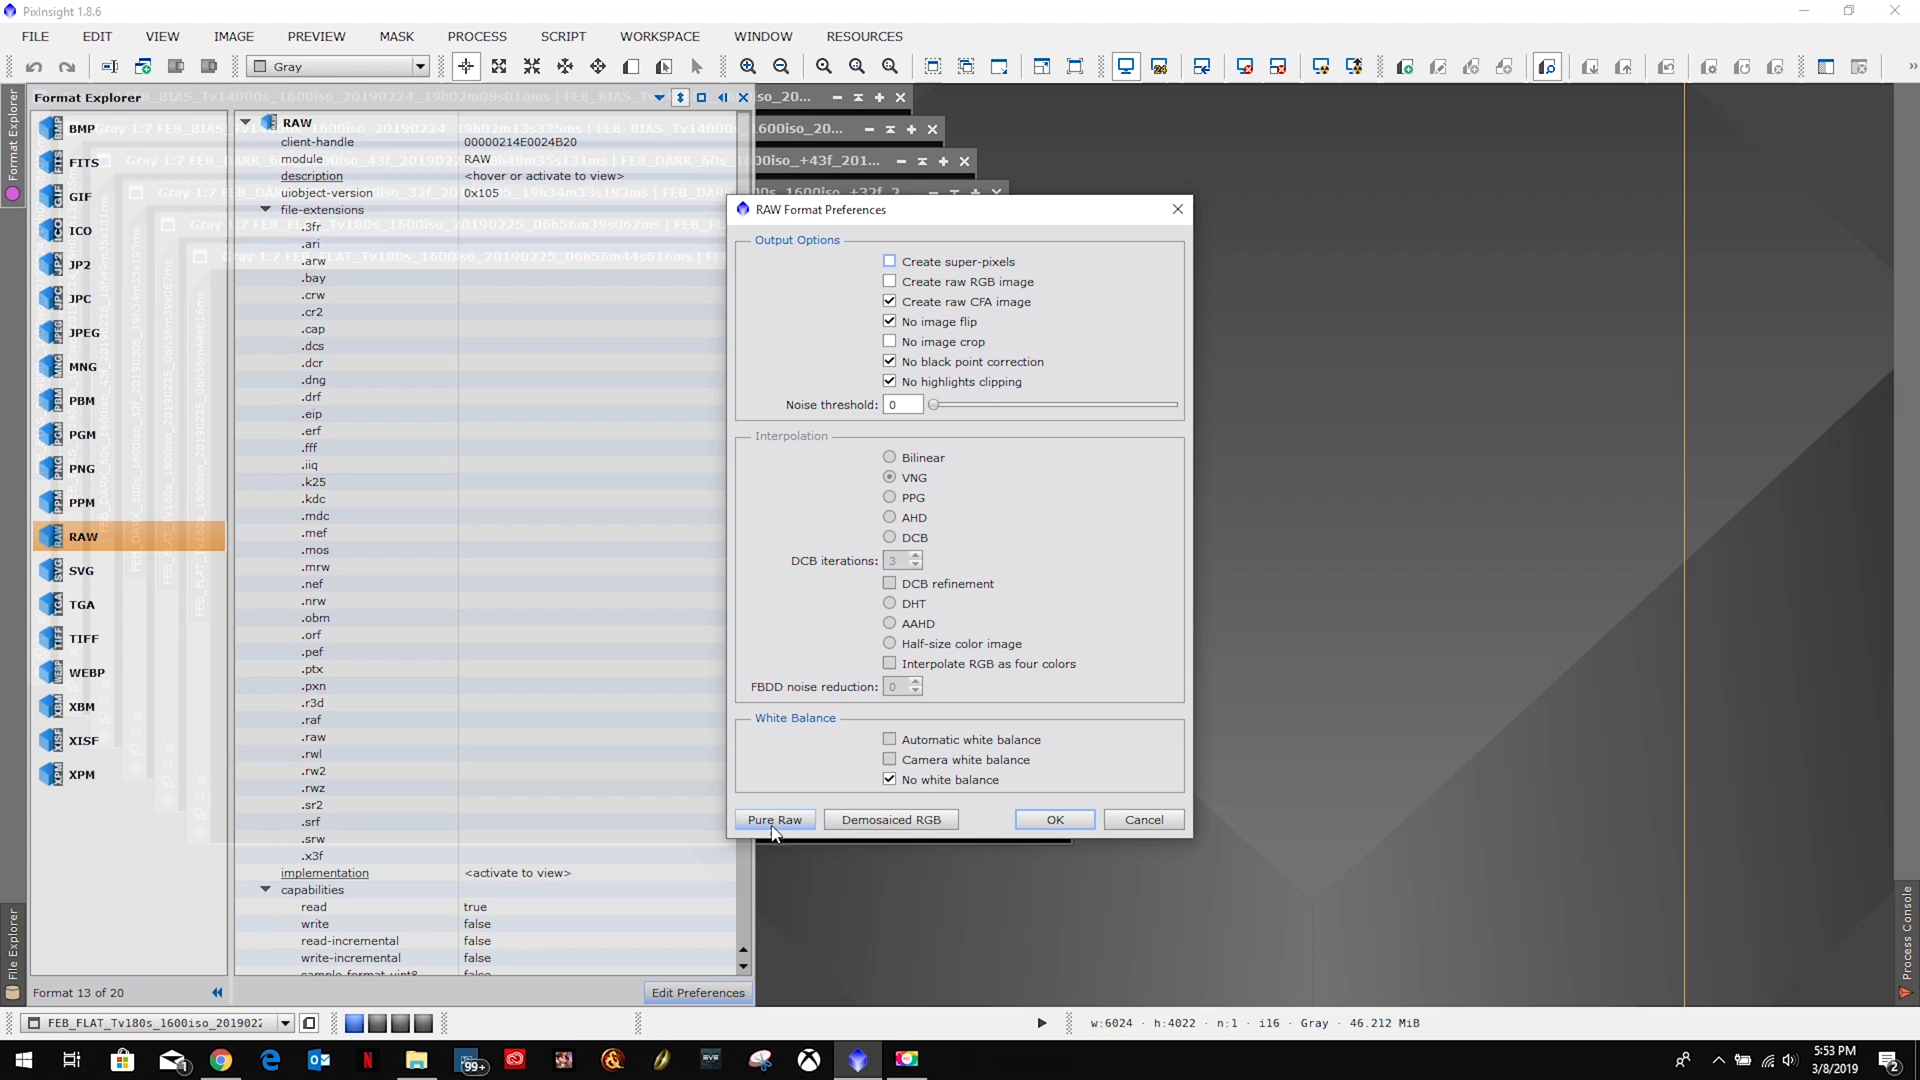 PixInsight 1.8.6
FILE EDIT VIEW IMAGE PREVIEW MASK PROCESS SCRIPT WORKSPACE WINDOW RESOURCES
Gray
Format Explorer
Format Explorer
File Explorer
Process Console
BMP
FITS
GIF
ICO
JP2
JPC
JPEG
MNG
PBM
PGM
PNG
PPM
RAW
SVG
TGA
TIFF
WEBP
XBM
XISF
XPM
Format 13 of 20
RAW
client-handle 00000214E0024B20
module RAW
description <hover or activate to view>
uiobject-version 0x105
file-extensions
.3fr
.ari
.arw
.bay
.crw
.cr2
.cap
.dcs
.dcr
.dng
.drf
.eip
.erf
.fff
.iiq
.k25
.kdc
.mdc
.mef
.mos
.mrw
.nef
.nrw
.obm
.orf
.pef
.ptx
.pxn
.r3d
.raf
.raw
.rwl
.rw2
.rwz
.sr2
.srf
.srw
.x3f
implementation <activate to view>
capabilities
read true
write false
read-incremental false
write-incremental false
Edit Preferences
so_20...
1600iso_20...
00iso_+43f_201...
RAW Format Preferences
Output Options
Create super-pixels
Create raw RGB image
Create raw CFA image
No image flip
No image crop
No black point correction
No highlights clipping
Noise threshold: 0
Interpolation
Bilinear
VNG
PPG
AHD
DCB
DCB iterations: 3
DCB refinement
DHT
AAHD
Half-size color image
Interpolate RGB as four colors
FBDD noise reduction: 0
White Balance
Automatic white balance
Camera white balance
No white balance
Pure Raw Demosaiced RGB OK Cancel
FEB_FLAT_Tv180s_1600iso_201902
w:6024 · h:4022 · n:1 · i16 · Gray · 46.212 MiB
99+
5:53 PM
3/8/2019
2